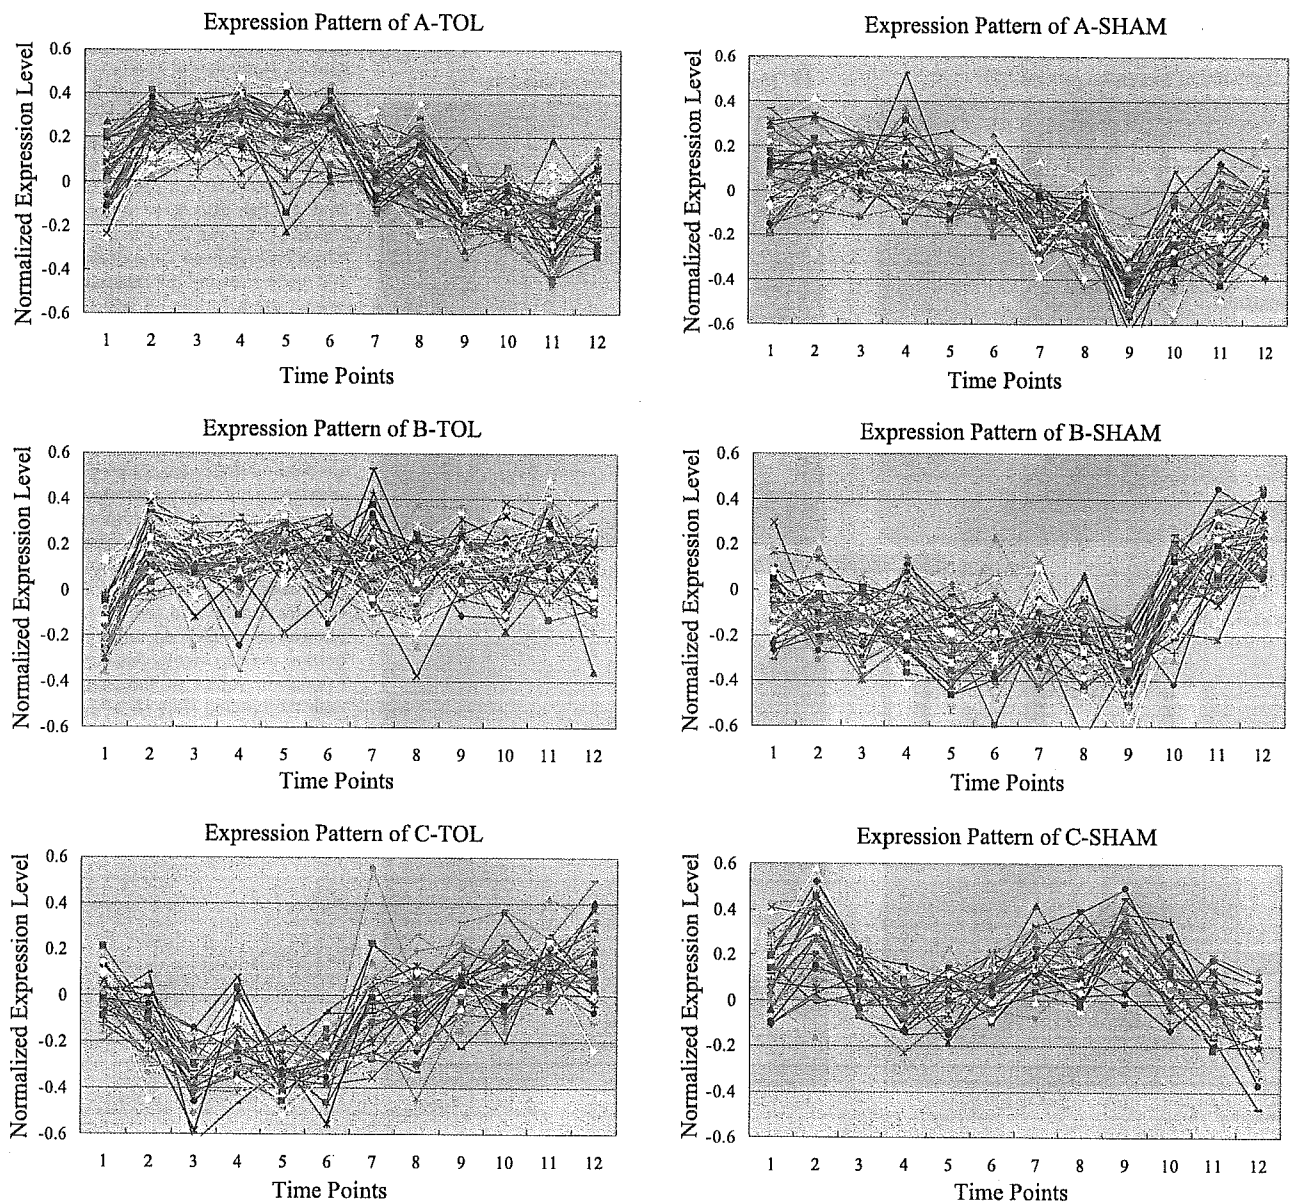 Expression Pattern of A-TOL
Normalized Expression Level
0.6
0.4
0.2
0
-0.2
-0.4
-0.6
1 2 3 4 5 6 7 8 9 10 11 12
Time Points
Expression Pattern of A-SHAM
Normalized Expression Level
0.6
0.4
0.2
0
-0.2
-0.4
-0.6
1 2 3 4 5 6 7 8 9 10 11 12
Time Points
Expression Pattern of B-TOL
Normalized Expression Level
0.6
0.4
0.2
0
-0.2
-0.4
-0.6
1 2 3 4 5 6 7 8 9 10 11 12
Time Points
Expression Pattern of B-SHAM
Normalized Expression Level
0.6
0.4
0.2
0
-0.2
-0.4
-0.6
1 2 3 4 5 6 7 8 9 10 11 12
Time Points
Expression Pattern of C-TOL
Normalized Expression Level
0.6
0.4
0.2
0
-0.2
-0.4
-0.6
1 2 3 4 5 6 7 8 9 10 11 12
Time Points
Expression Pattern of C-SHAM
Normalized Expression Level
0.6
0.4
0.2
0
-0.2
-0.4
-0.6
1 2 3 4 5 6 7 8 9 10 11 12
Time Points